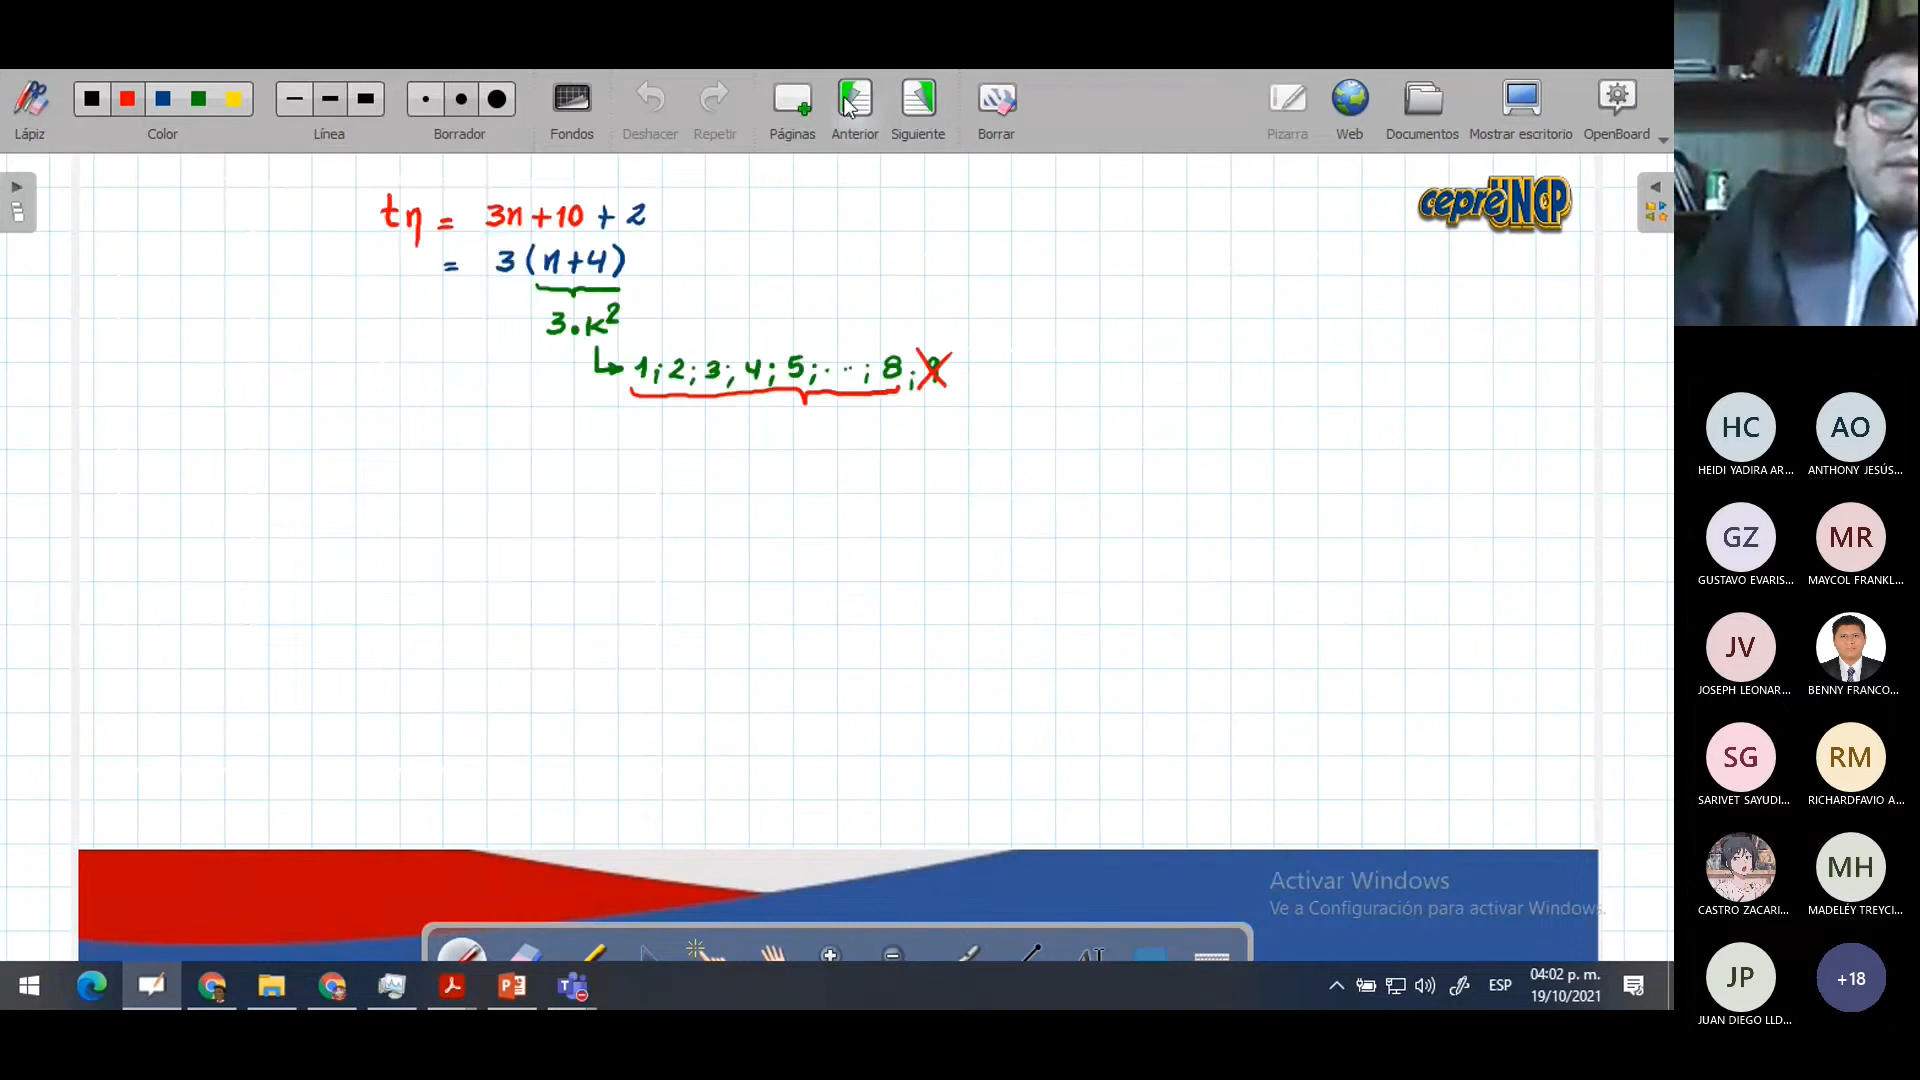 Lápiz
Color
Línea
Borrador
Fondos
Deshacer
Repetir
Páginas
Anterior
Siguiente
Borrar
Pizarra
Web
Documentos
Mostrar escritorio
OpenBoard
cepreUNCP
tn = 3n+10 + 2
= 3(n+4)
3.k²
1; 2; 3; 4; 5; ...; 8; 9
Activar Windows
Ve a Configuración para activar Windows.
ESP
04:02 p. m.
19/10/2021
HC
HEIDI YADIRA AR...
AO
ANTHONY JESÚS...
GZ
GUSTAVO EVARIS...
MR
MAYCOL FRANKL...
JV
JOSEPH LEONAR...
BENNY FRANCO...
SG
SARIVET SAYUDI...
RM
RICHARDFAVIO A...
CASTRO ZACARI...
MH
MADELÉY TREYCI...
JP
JUAN DIEGO LLD...
+18